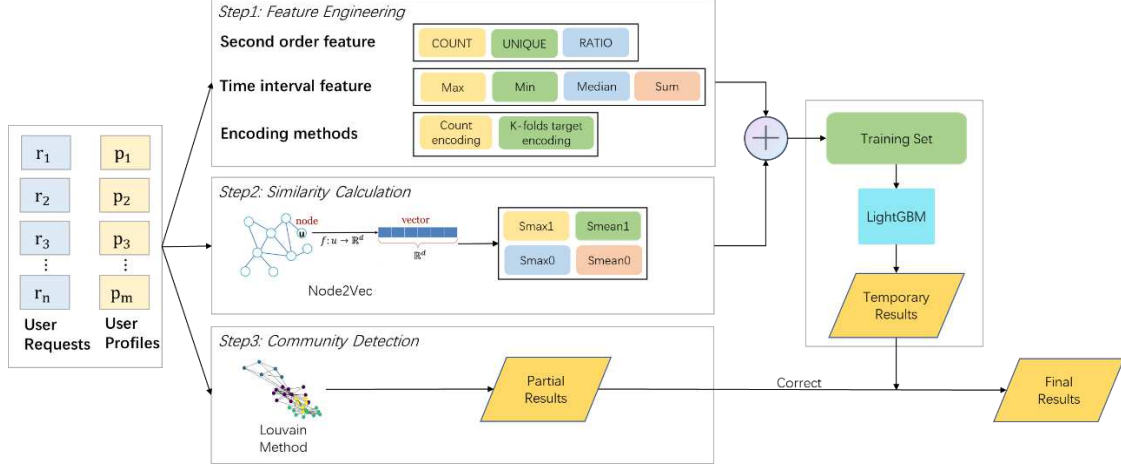 Step1: Feature Engineering
Second order feature
COUNT
UNIQUE
RATIO
Time interval feature
Max
Min
Median
Sum
Encoding methods
Count
encoding
K-folds target
encoding
r1
p1
r2
p2
r3
p3
⋮
⋮
rn
pm
User
Requests
User
Profiles
Step2: Similarity Calculation
node
u
f: u → ℝ^d
vector
ℝ^d
Node2Vec
Smax1
Smean1
Smax0
Smean0
Step3: Community Detection
Louvain
Method
Partial
Results
Correct
+
Training Set
LightGBM
Temporary
Results
Final
Results